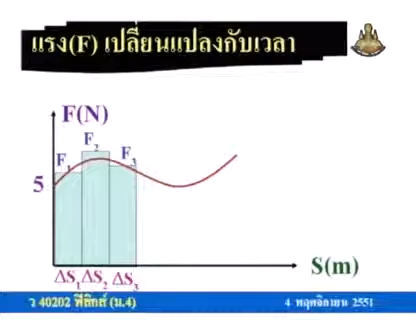 แรง(F) เปลี่ยนแปลงกับเวลา
F(N)
F1 F2 F3
5
ΔS1 ΔS2 ΔS3
S(m)
ว 40202 ฟิสิกส์ (ม.4) 4 พฤศจิกายน 2551